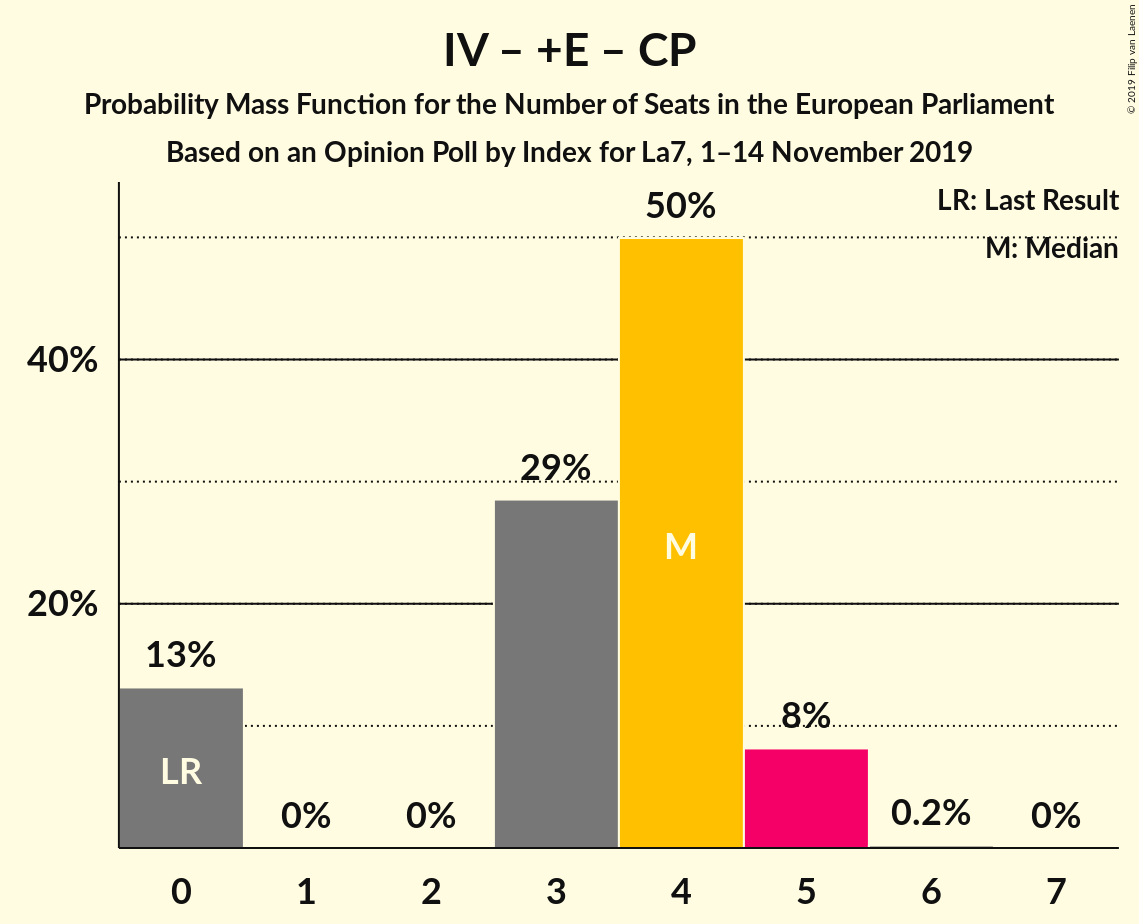 IV – +E – CP
Probability Mass Function for the Number of Seats in the European Parliament
Based on an Opinion Poll by Index for La7, 1–14 November 2019
© 2019 Filip van Laenen
LR: Last Result
M: Median
40%
20%
13%
0%
0%
29%
50%
8%
0.2%
0%
LR
M
0 1 2 3 4 5 6 7